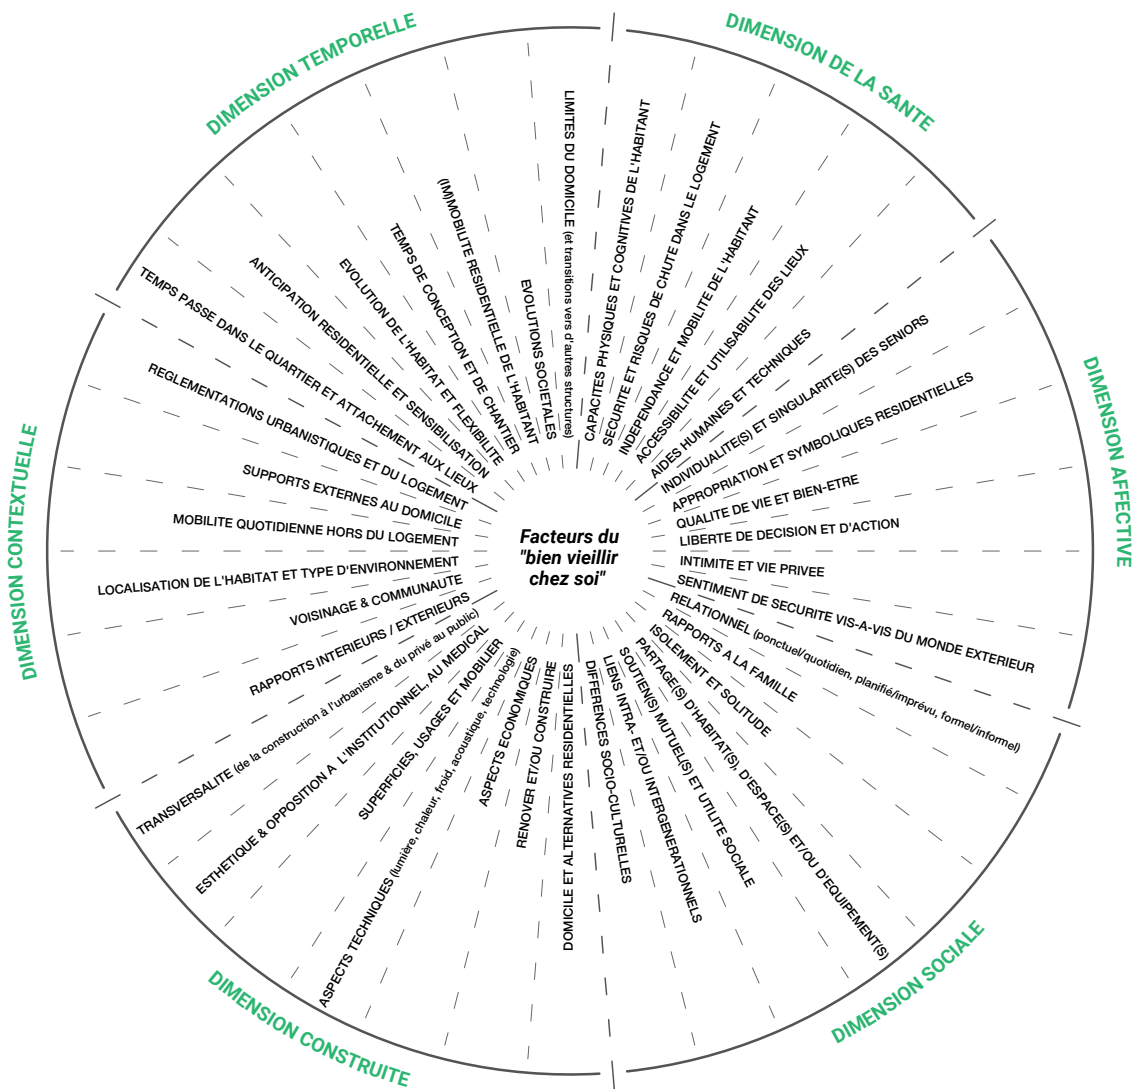 Facteurs du
"bien vieillir
chez soi"
DIMENSION DE LA SANTE
CAPACITES PHYSIQUES ET COGNITIVES DE L'HABITANT
SECURITE ET RISQUES DE CHUTE DANS LE LOGEMENT
INDEPENDANCE ET MOBILITE DE L'HABITANT
ACCESSIBILITE ET UTILISABILITE DES LIEUX
AIDES HUMAINES ET TECHNIQUES
DIMENSION AFFECTIVE
INDIVIDUALITE(S) ET SINGULARITE(S) DES SENIORS
APPROPRIATION ET SYMBOLIQUES RESIDENTIELLES
QUALITE DE VIE ET BIEN-ETRE
LIBERTE DE DECISION ET D'ACTION
INTIMITE ET VIE PRIVEE
SENTIMENT DE SECURITE VIS-A-VIS DU MONDE EXTERIEUR
DIMENSION SOCIALE
RELATIONNEL (ponctuel/quotidien, planifié/imprévu, formel/informel)
RAPPORTS A LA FAMILLE
ISOLEMENT ET SOLITUDE
PARTAGE(S) D'HABITAT(S), D'ESPACE(S) ET/OU D'EQUIPEMENT(S)
SOUTIEN(S) MUTUEL(S) ET UTILITE SOCIALE
LIENS INTRA- ET/OU INTERGENERATIONNELS
DIFFERENCES SOCIO-CULTURELLES
DIMENSION CONSTRUITE
DOMICILE ET ALTERNATIVES RESIDENTIELLES
RENOVER ET/OU CONSTRUIRE
ASPECTS ECONOMIQUES
ASPECTS TECHNIQUES (lumière, chaleur, froid, acoustique, technologie)
SUPERFICIES, USAGES ET MOBILIER
ESTHETIQUE & OPPOSITION A L'INSTITUTIONNEL, AU MEDICAL
TRANSVERSALITE (de la construction à l'urbanisme & du privé au public)
DIMENSION CONTEXTUELLE
RAPPORTS INTERIEURS / EXTERIEURS
VOISINAGE & COMMUNAUTE
LOCALISATION DE L'HABITAT ET TYPE D'ENVIRONNEMENT
MOBILITE QUOTIDIENNE HORS DU LOGEMENT
SUPPORTS EXTERNES AU DOMICILE
REGLEMENTATIONS URBANISTIQUES ET DU LOGEMENT
DIMENSION TEMPORELLE
TEMPS PASSE DANS LE QUARTIER ET ATTACHEMENT AUX LIEUX
ANTICIPATION RESIDENTIELLE ET SENSIBILISATION
EVOLUTION DE L'HABITAT ET FLEXIBILITE
TEMPS DE CONCEPTION ET DE CHANTIER
(IM)MOBILITE RESIDENTIELLE DE L'HABITANT
EVOLUTIONS SOCIETALES
LIMITES DU DOMICILE (et transitions vers d'autres structures)